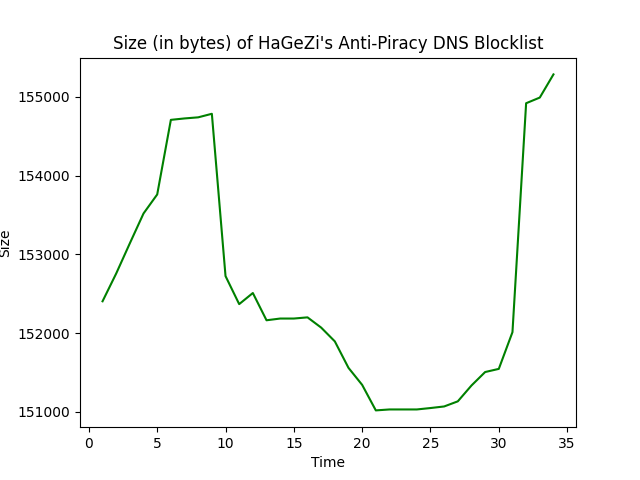 Size (in bytes) of HaGeZi's Anti-Piracy DNS Blocklist
155000
154000
153000
152000
151000
Size
0 5 10 15 20 25 30 35
Time